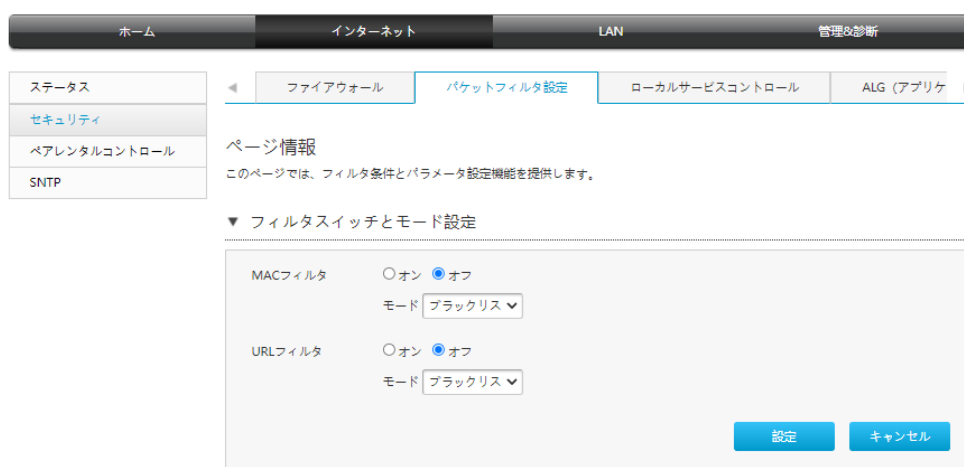 ホーム インターネット LAN 管理&診断
ステータス
セキュリティ
ペアレンタルコントロール
SNTP
ファイアウォール パケットフィルタ設定 ローカルサービスコントロール ALG（アプリケ
ページ情報
このページでは、フィルタ条件とパラメータ設定機能を提供します。
▼ フィルタスイッチとモード設定
MACフィルタ オン オフ
モード ブラックリス
URLフィルタ オン オフ
モード ブラックリス
設定 キャンセル